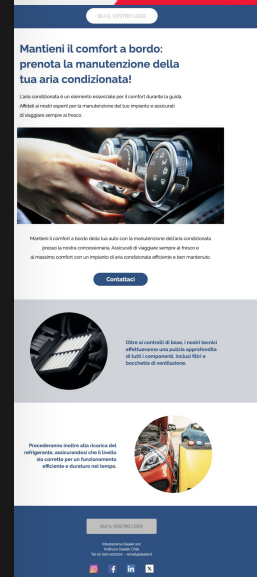 QUI IL VOSTRO LOGO
Mantieni il comfort a bordo:
prenota la manutenzione della
tua aria condizionata!
L'aria condizionata è un elemento essenziale per il comfort durante la guida.
Affidati ai nostri esperti per la manutenzione del tuo impianto e assicurati
di viaggiare sempre al fresco.
Mantieni il comfort a bordo della tua auto con la manutenzione dell'aria condizionata
presso la nostra concessionaria. Assicurati di viaggiare sempre al fresco e
al massimo comfort con un impianto di aria condizionata efficiente e ben mantenuto.
Contattaci
Oltre ai controlli di base, i nostri tecnici
effettueranno una pulizia approfondita
di tutti i componenti, inclusi filtri e
bocchette di ventilazione.
Procederanno inoltre alla ricarica del
refrigerante, assicurandosi che il livello
sia corretto per un funzionamento
efficiente e duraturo nel tempo.
QUI IL VOSTRO LOGO
Intestazione Dealer snc
Indirizzo Dealer Città